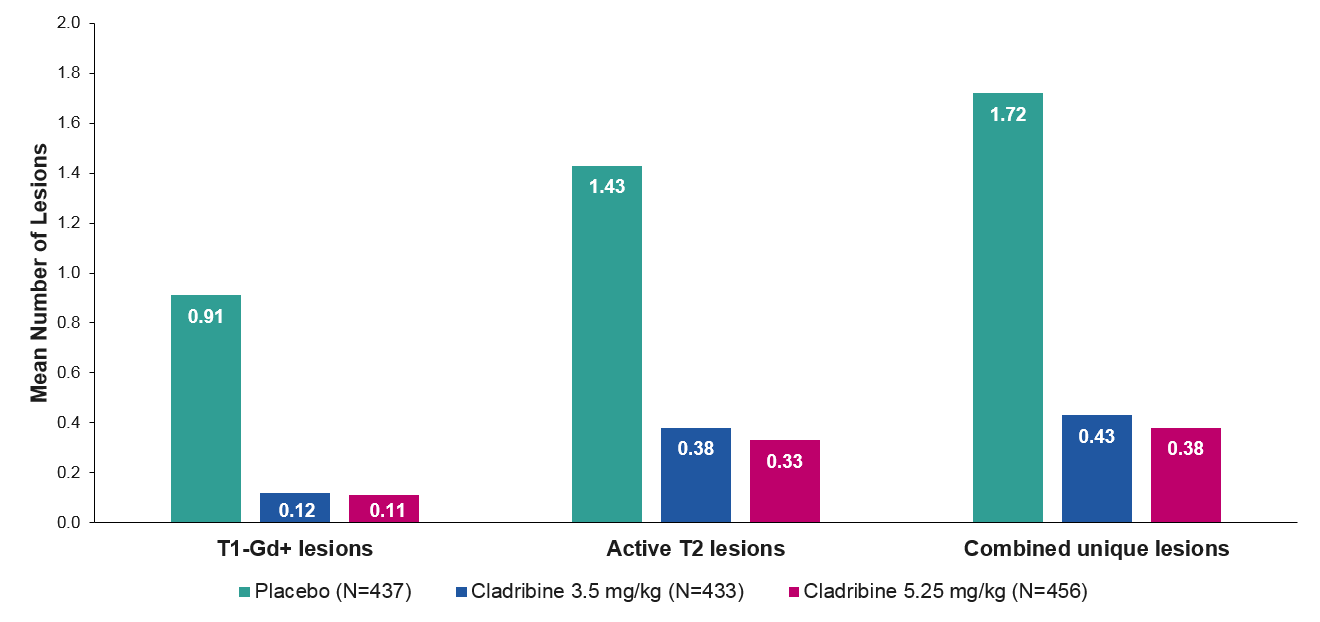 Mean Number of Lesions
2.0
1.8
1.6
1.4
1.2
1.0
0.8
0.6
0.4
0.2
0.0
0.91
0.12
0.11
1.43
0.38
0.33
1.72
0.43
0.38
T1-Gd+ lesions
Active T2 lesions
Combined unique lesions
Placebo (N=437)
Cladribine 3.5 mg/kg (N=433)
Cladribine 5.25 mg/kg (N=456)